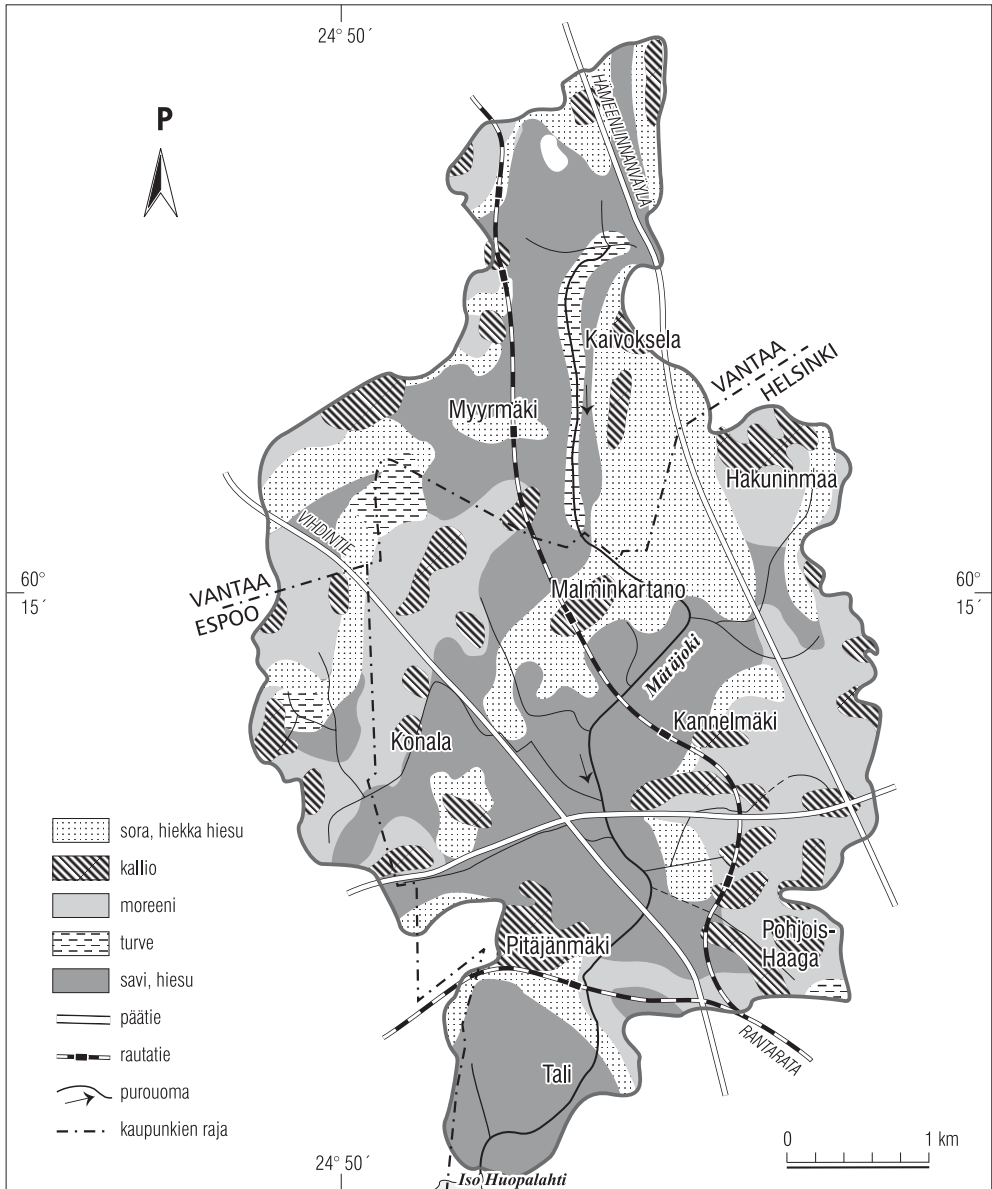 24° 50´
P
HÄMEENLINNANVÄYLÄ
Kaivoksela
VANTAA
HELSINKI
Myyrmäki
Hakuninmaa
VIHDINTIE
60°
15´
VANTAA
ESPOO
Malminkartano
60°
15´
Mätäjoki
Kannelmäki
Konala
sora, hiekka hiesu
kallio
moreeni
turve
savi, hiesu
päätie
rautatie
purouoma
kaupunkien raja
Pitäjänmäki
Pohjois-
Haaga
RANTARATA
Tali
0 1 km
24° 50´
Iso Huopalahti